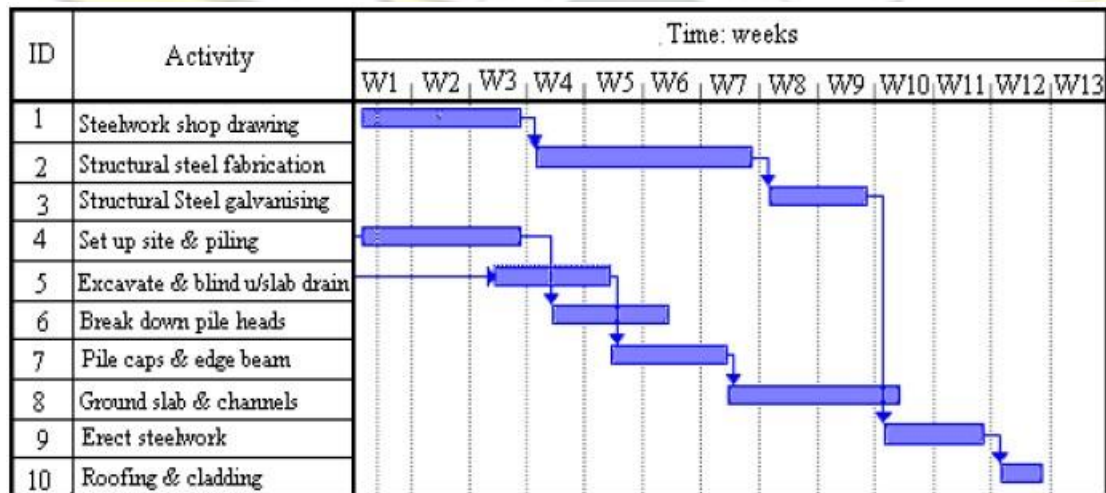 ID Activity Time: weeks
W1 W2 W3 W4 W5 W6 W7 W8 W9 W10 W11 W12 W13
1 Steelwork shop drawing
2 Structural steel fabrication
3 Structural Steel galvanising
4 Set up site & piling
5 Excavate & blind u/slab drain
6 Break down pile heads
7 Pile caps & edge beam
8 Ground slab & channels
9 Erect steelwork
10 Roofing & cladding